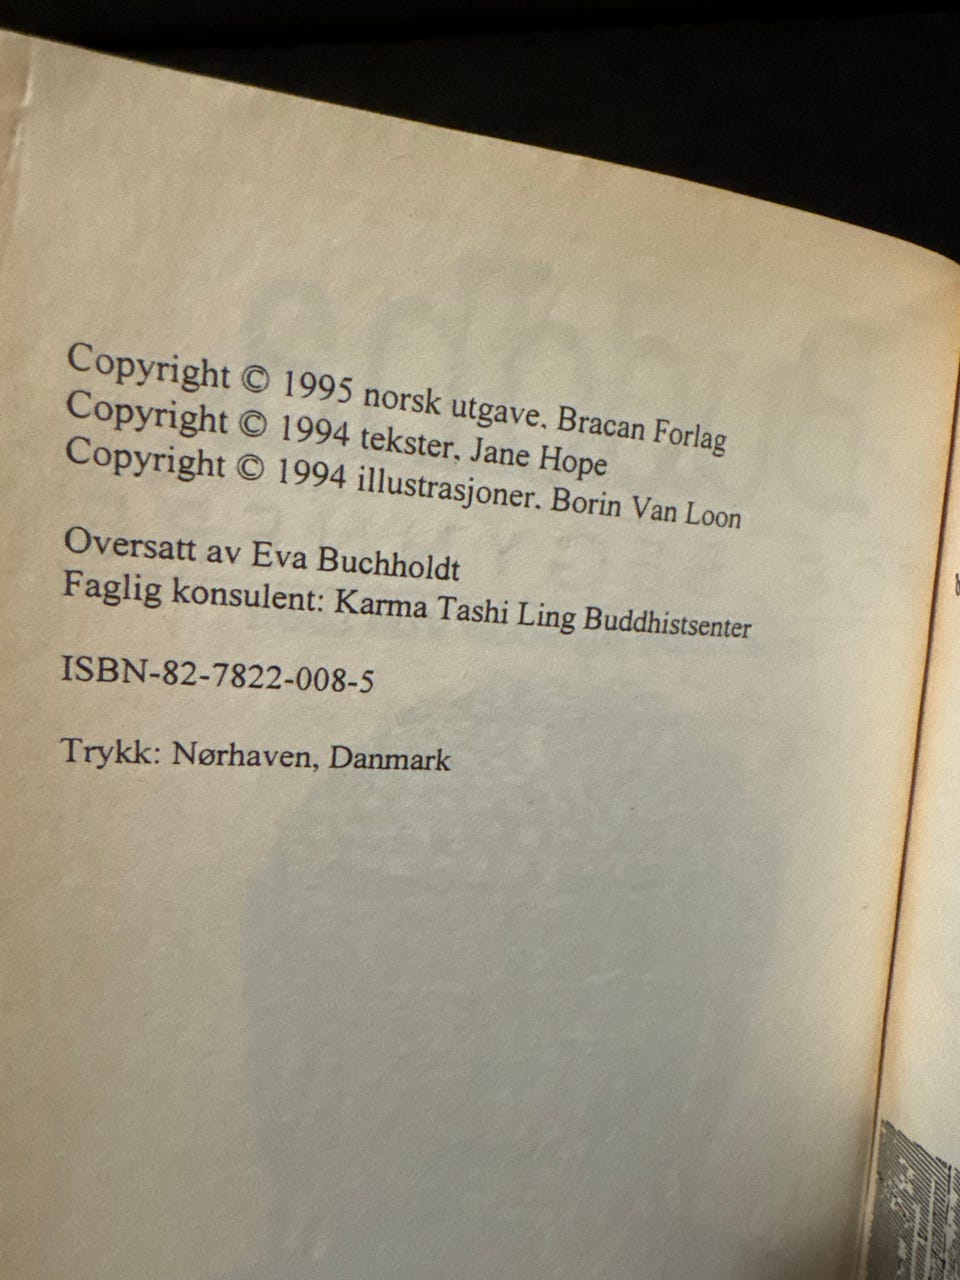 Copyright © 1995 norsk utgave. Bracan Forlag
Copyright © 1994 tekster. Jane Hope
Copyright © 1994 illustrasjoner. Borin Van Loon
Oversatt av Eva Buchholdt
Faglig konsulent: Karma Tashi Ling Buddhistsenter
ISBN-82-7822-008-5
Trykk: Nørhaven, Danmark